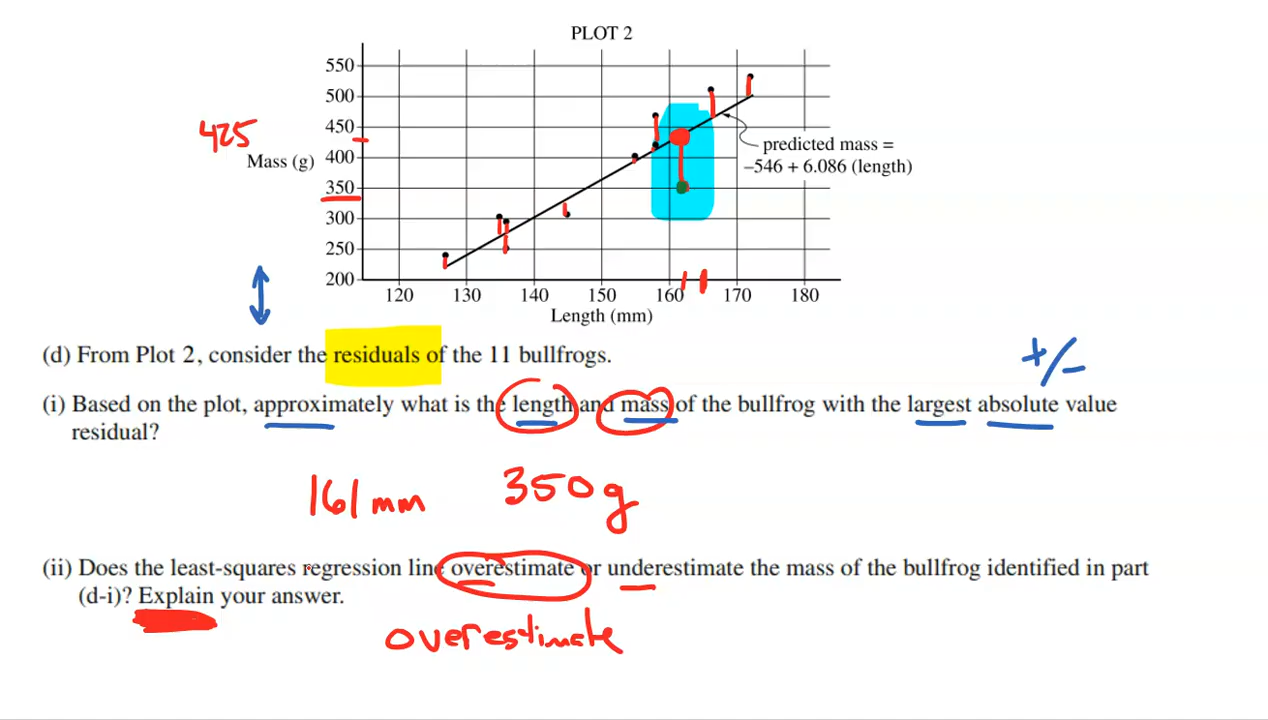 PLOT 2
550
500
450
425
Mass (g)
400
350
300
250
200
predicted mass =
−546 + 6.086 (length)
120 130 140 150 160 170 180
Length (mm)
(d) From Plot 2, consider the residuals of the 11 bullfrogs.
+/-
(i) Based on the plot, approximately what is the length and mass of the bullfrog with the largest absolute value
residual?
161 mm 350 g
(ii) Does the least-squares regression line overestimate or underestimate the mass of the bullfrog identified in part
(d-i)? Explain your answer.
overestimate